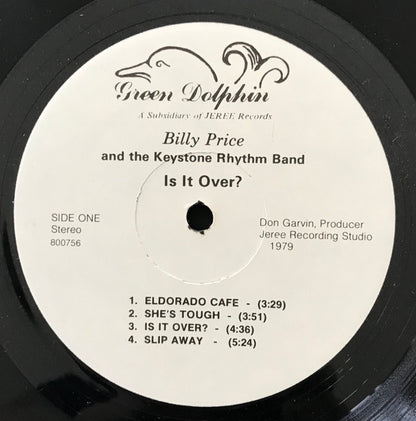 Green Dolphin
A Subsidiary of JEREE Records
Billy Price
and the Keystone Rhythm Band
Is It Over?
SIDE ONE
Stereo
800756
Don Garvin, Producer
Jeree Recording Studio
1979
1. ELDORADO CAFE - (3:29)
2. SHE'S TOUGH - (3:51)
3. IS IT OVER? - (4:36)
4. SLIP AWAY - (5:24)